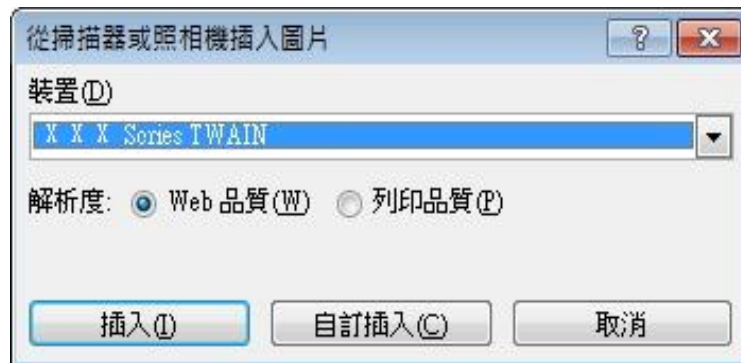 從掃描器或照相機插入圖片
裝置(D)
X X X Series TWAIN
解析度: Web 品質(W) 列印品質(P)
插入(I) 自訂插入(C) 取消